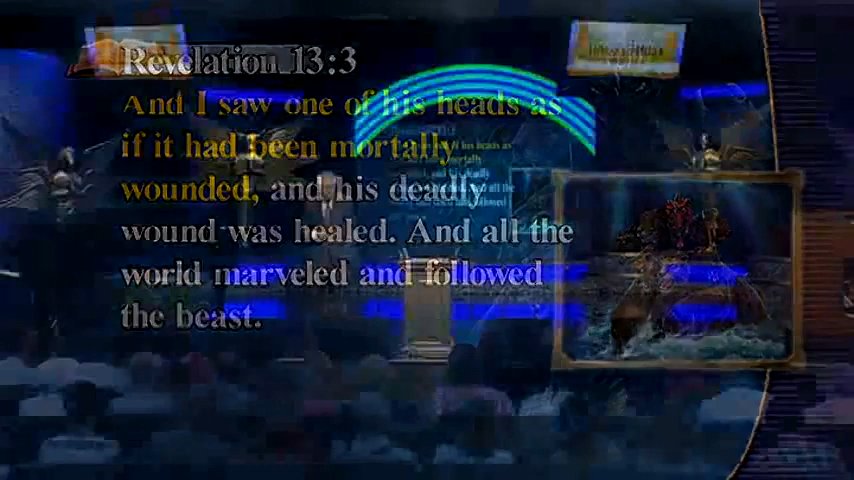 Revelation 13:3
And I saw one of his heads as
if it had been mortally
wounded, and his deadly
wound was healed. And all the
world marveled and followed
the beast.